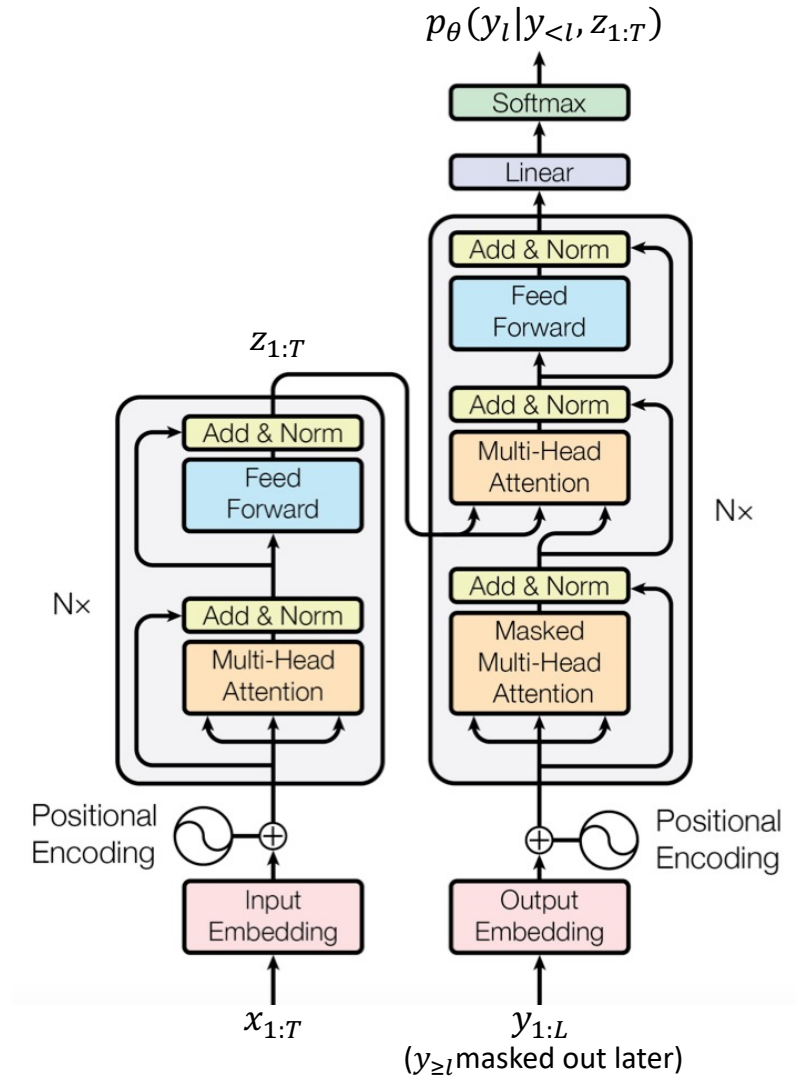 pθ(yl|y<l, z1:T)
Softmax
Linear
Add & Norm
Feed
Forward
Add & Norm
Multi-Head
Attention
Add & Norm
Masked
Multi-Head
Attention
N×
z1:T
Add & Norm
Feed
Forward
Add & Norm
Multi-Head
Attention
N×
Positional
Encoding
Positional
Encoding
Input
Embedding
Output
Embedding
x1:T
y1:L
(y≥l masked out later)